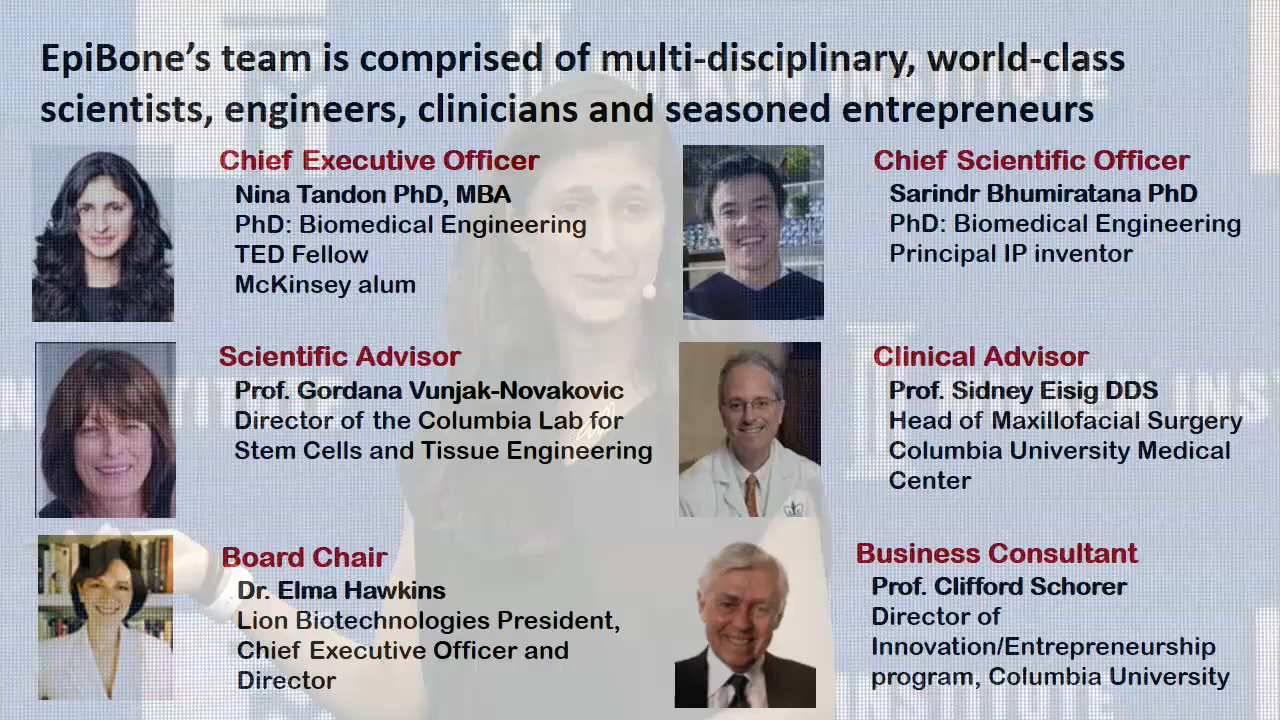 EpiBone’s team is comprised of multi-disciplinary, world-class
scientists, engineers, clinicians and seasoned entrepreneurs
Chief Executive Officer
Nina Tandon PhD, MBA
PhD: Biomedical Engineering
TED Fellow
McKinsey alum
Chief Scientific Officer
Sarindr Bhumiratana PhD
PhD: Biomedical Engineering
Principal IP inventor
Scientific Advisor
Prof. Gordana Vunjak-Novakovic
Director of the Columbia Lab for
Stem Cells and Tissue Engineering
Clinical Advisor
Prof. Sidney Eisig DDS
Head of Maxillofacial Surgery
Columbia University Medical
Center
Board Chair
Dr. Elma Hawkins
Lion Biotechnologies President,
Chief Executive Officer and
Director
Business Consultant
Prof. Clifford Schorer
Director of
Innovation/Entrepreneurship
program, Columbia University
INSTITUTE